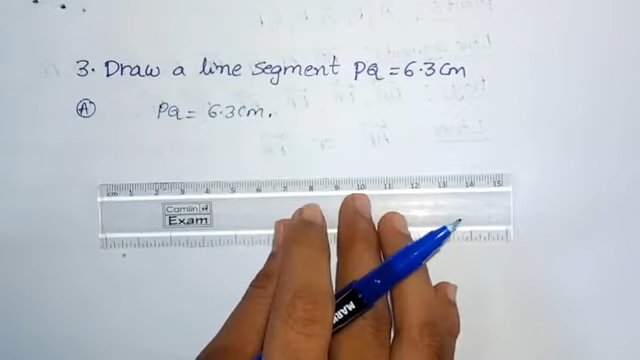 3. Draw a line segment PQ = 6.3cm
A PQ = 6.3cm.
cm 1 2 3 4 5 6 7 8 9 10 11 12 13 14 15
Camlin
Exam
MARK